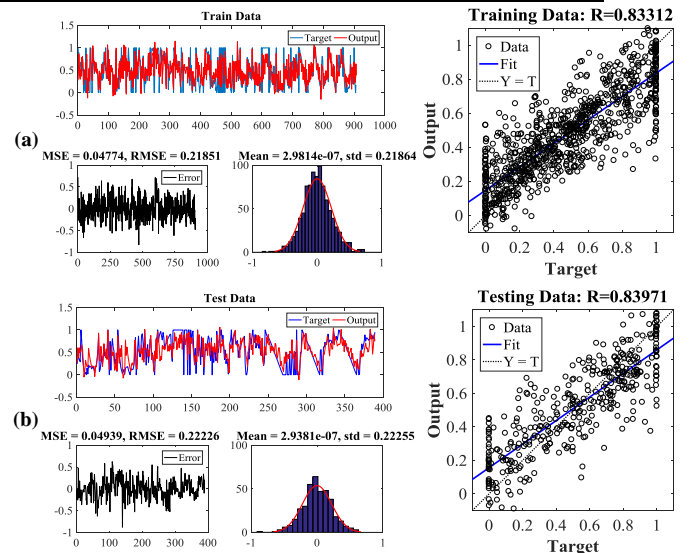 Train Data
1.5
1
0.5
0
-0.5
Target Output
0 100 200 300 400 500 600 700 800 900 1000
(a)
MSE = 0.04774, RMSE = 0.21851
1
0.5
0
-0.5
-1
Error
0 250 500 750 1000
Mean = 2.9814e-07, std = 0.21864
100
80
60
40
20
0
-1 0 1
Training Data: R=0.83312
Output
1
0.8
0.6
0.4
0.2
0
Data
Fit
Y = T
0 0.2 0.4 0.6 0.8 1
Target
Test Data
1.5
1
0.5
0
-0.5
Target Output
0 50 100 150 200 250 300 350 400
(b)
MSE = 0.04939, RMSE = 0.22226
1
0.5
0
-0.5
-1
Error
0 100 200 300 400
Mean = 2.9381e-07, std = 0.22255
100
50
0
-1 0 1
Testing Data: R=0.83971
Output
1
0.8
0.6
0.4
0.2
0
Data
Fit
Y = T
0 0.2 0.4 0.6 0.8 1
Target